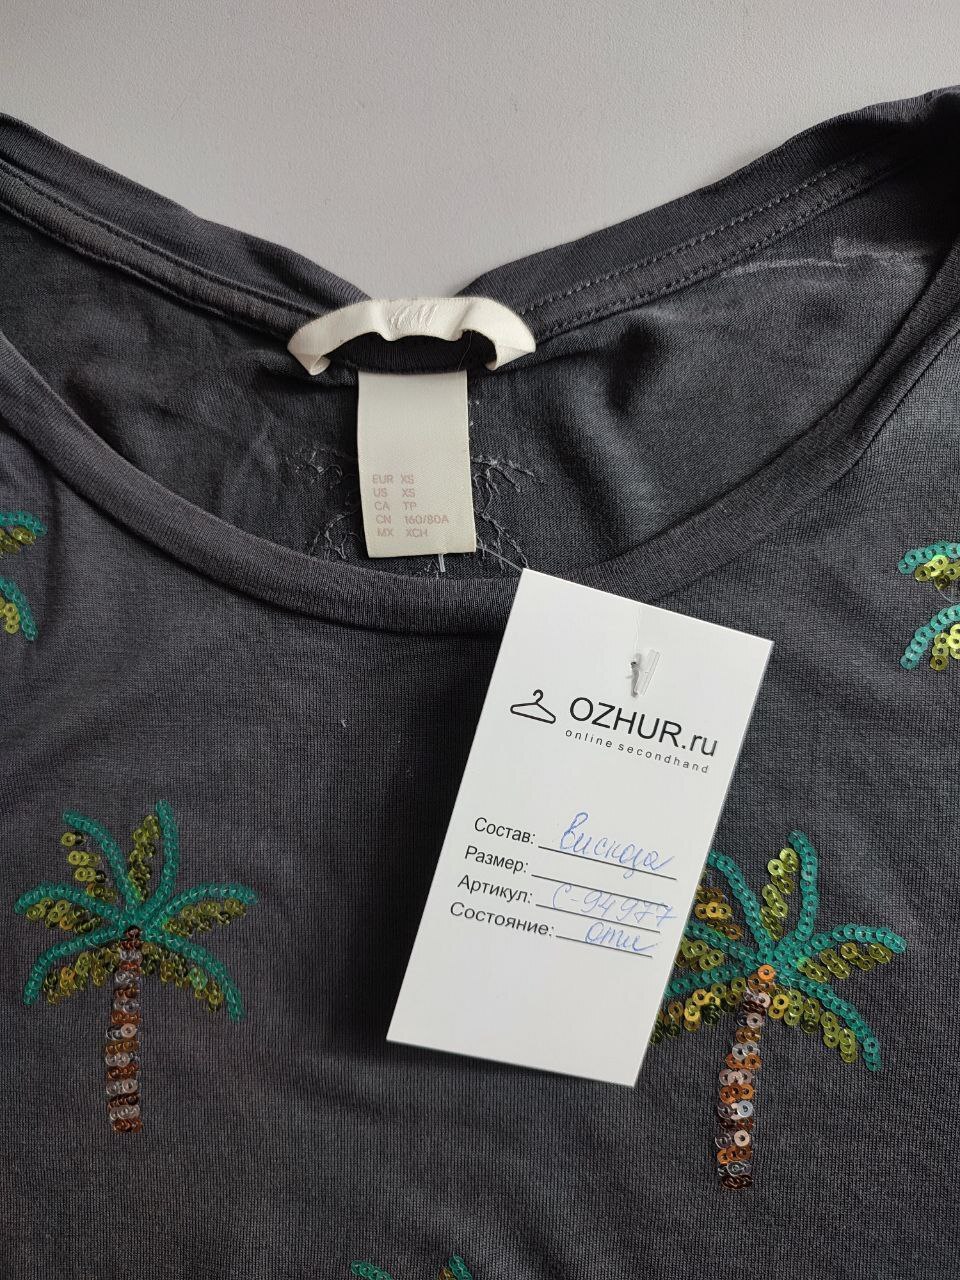 H&M
EUR XS
US XS
CA TP
CN 160/80A
MX XCH
OZHUR.ru
online secondhand
Состав: Вискоза
Размер:
Артикул: С-94977
Состояние: отл